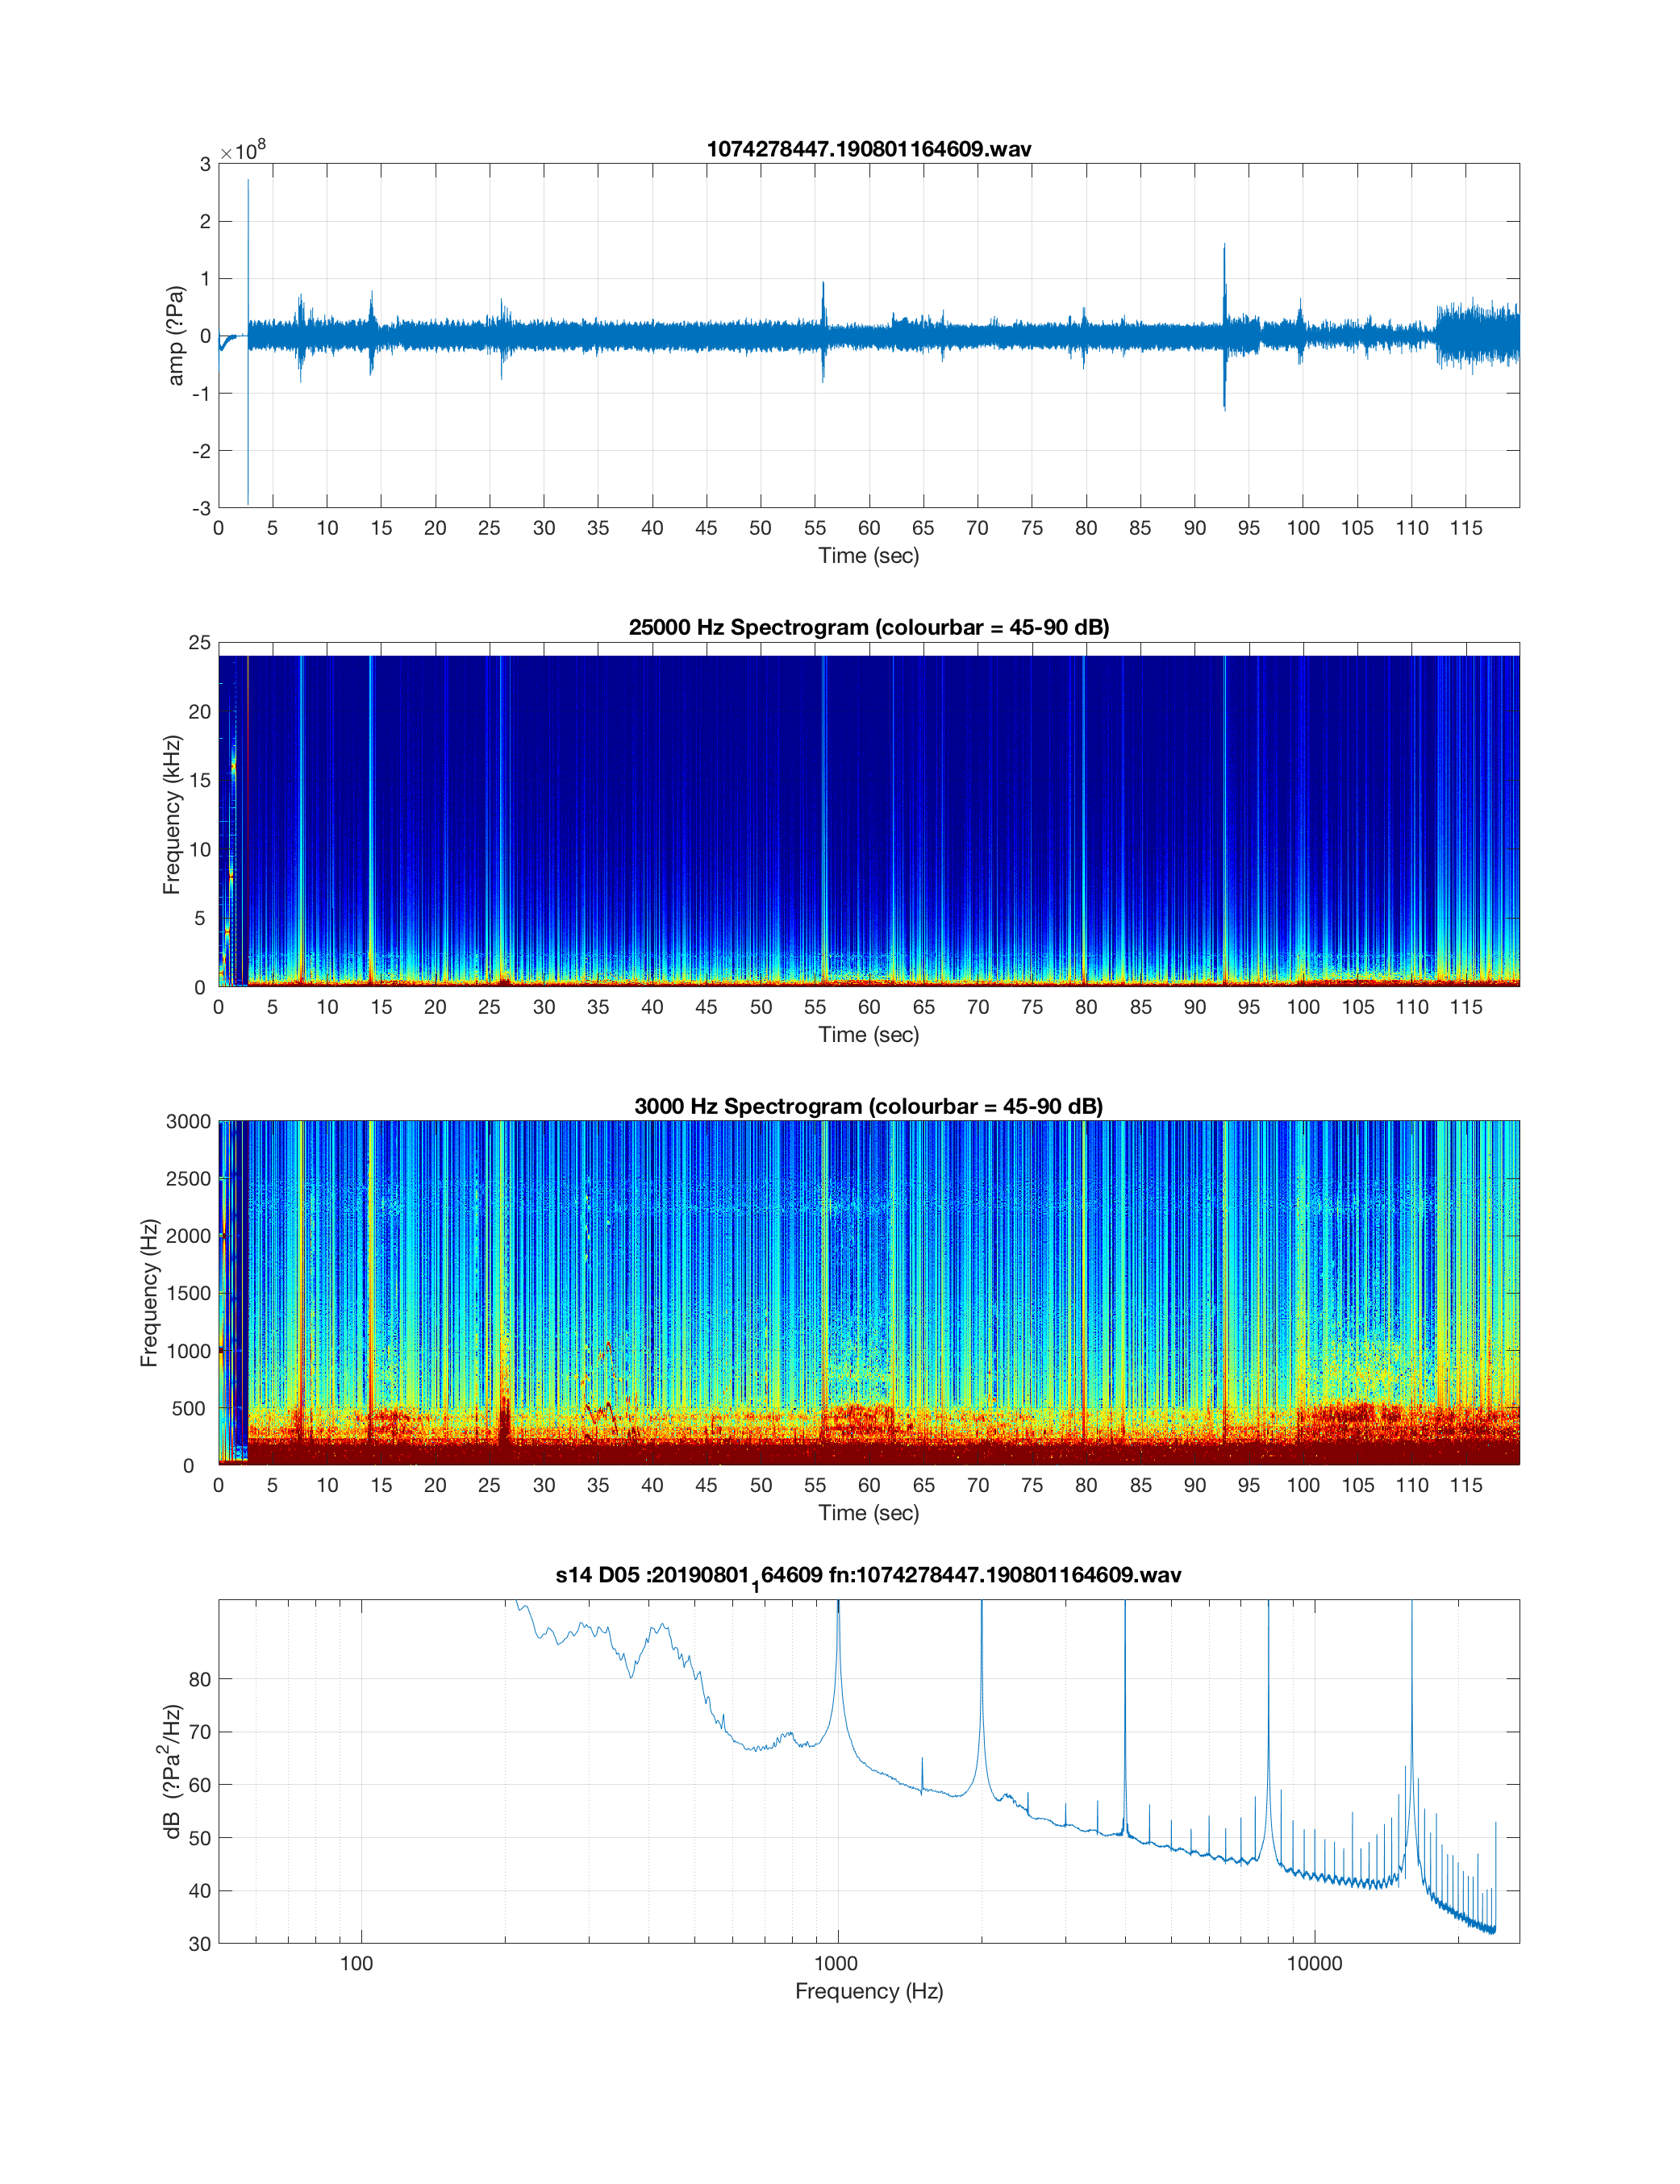 1074278447.190801164609.wav
×10^8
3
2
1
0
-1
-2
-3
amp (?Pa)
0 5 10 15 20 25 30 35 40 45 50 55 60 65 70 75 80 85 90 95 100 105 110 115
Time (sec)
25000 Hz Spectrogram (colourbar = 45-90 dB)
25
20
15
10
5
0
Frequency (kHz)
0 5 10 15 20 25 30 35 40 45 50 55 60 65 70 75 80 85 90 95 100 105 110 115
Time (sec)
3000 Hz Spectrogram (colourbar = 45-90 dB)
3000
2500
2000
1500
1000
500
0
Frequency (Hz)
0 5 10 15 20 25 30 35 40 45 50 55 60 65 70 75 80 85 90 95 100 105 110 115
Time (sec)
s14 D05 :20190801_164609 fn:1074278447.190801164609.wav
80
70
60
50
40
30
dB (?Pa²/Hz)
100 1000 10000
Frequency (Hz)